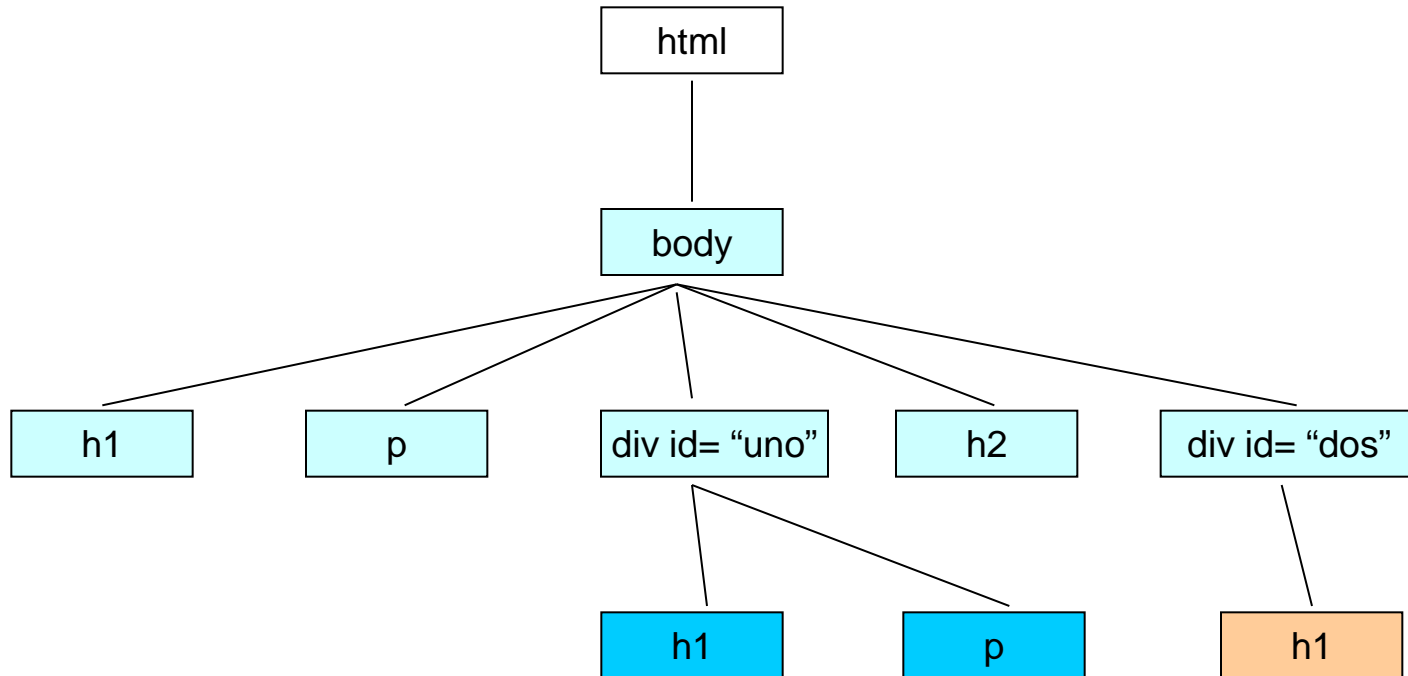 html
body
h1
p
div id= “uno”
h2
div id= “dos”
h1
p
h1